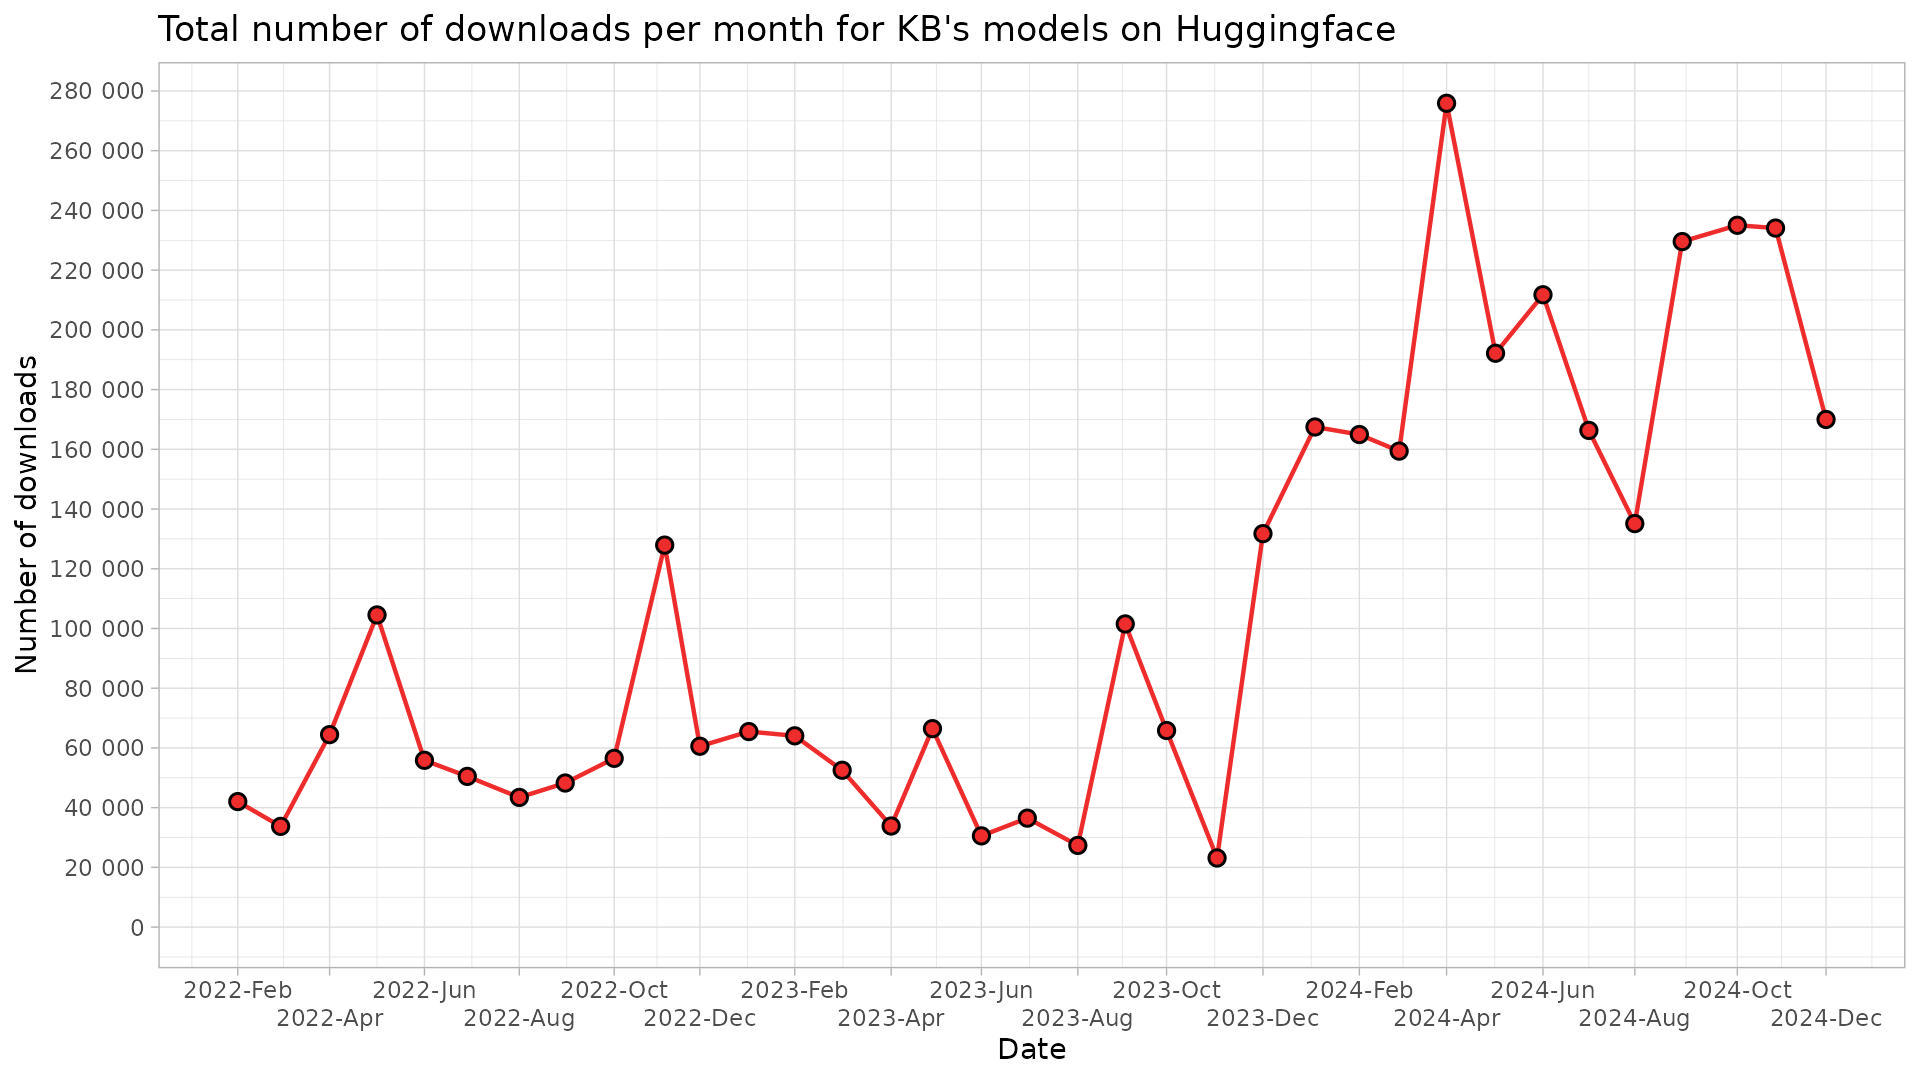 Total number of downloads per month for KB's models on Huggingface
Number of downloads
280 000
260 000
240 000
220 000
200 000
180 000
160 000
140 000
120 000
100 000
80 000
60 000
40 000
20 000
0
2022-Feb
2022-Apr
2022-Jun
2022-Aug
2022-Oct
2022-Dec
2023-Feb
2023-Apr
2023-Jun
2023-Aug
2023-Oct
2023-Dec
2024-Feb
2024-Apr
2024-Jun
2024-Aug
2024-Oct
2024-Dec
Date